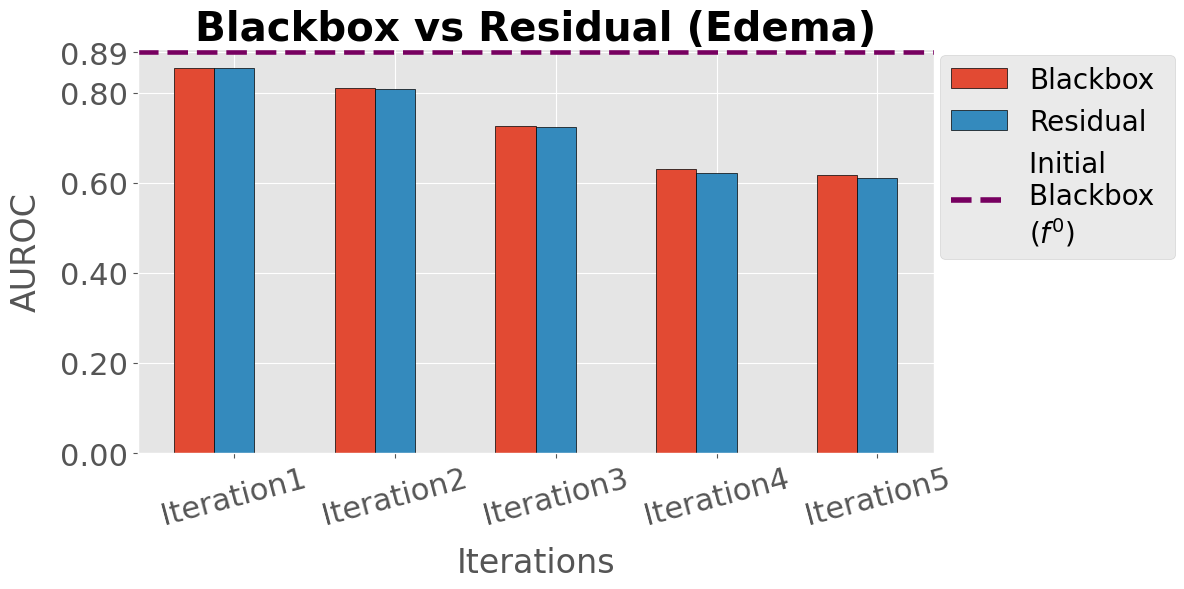 Blackbox vs Residual (Edema)
0.89
0.80
0.60
0.40
0.20
0.00
AUROC
Iteration1
Iteration2
Iteration3
Iteration4
Iteration5
Iterations
Blackbox
Residual
Initial
Blackbox
(f⁰)